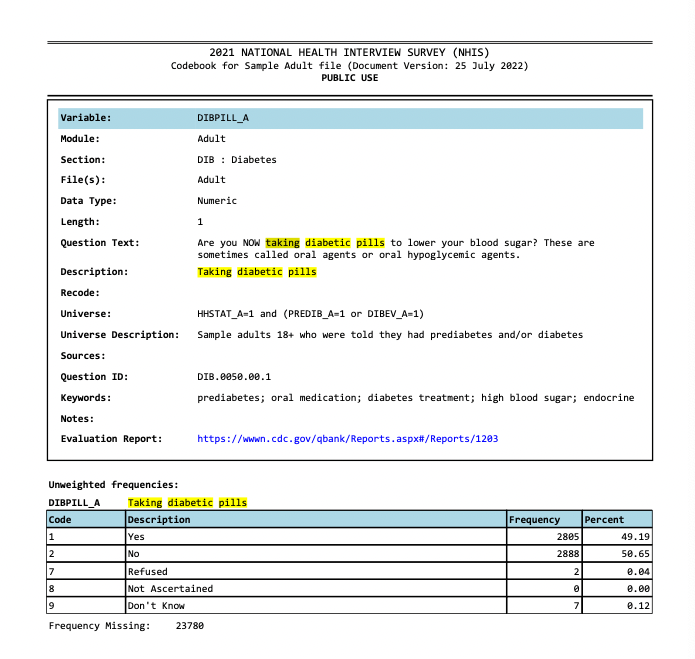 2021 NATIONAL HEALTH INTERVIEW SURVEY (NHIS)
Codebook for Sample Adult file (Document Version: 25 July 2022)
PUBLIC USE
Variable: DIBPILL_A
Module: Adult
Section: DIB : Diabetes
File(s): Adult
Data Type: Numeric
Length: 1
Question Text: Are you NOW taking diabetic pills to lower your blood sugar? These are
sometimes called oral agents or oral hypoglycemic agents.
Description: Taking diabetic pills
Recode:
Universe: HHSTAT_A=1 and (PREDIB_A=1 or DIBEV_A=1)
Universe Description: Sample adults 18+ who were told they had prediabetes and/or diabetes
Sources:
Question ID: DIB.0050.00.1
Keywords: prediabetes; oral medication; diabetes treatment; high blood sugar; endocrine
Notes:
Evaluation Report: https://wwwn.cdc.gov/qbank/Reports.aspx#/Reports/1203
Unweighted frequencies:
DIBPILL_A Taking diabetic pills
Code Description Frequency Percent
1 Yes 2805 49.19
2 No 2888 50.65
7 Refused 2 0.04
8 Not Ascertained 0 0.00
9 Don't Know 7 0.12
Frequency Missing: 23780